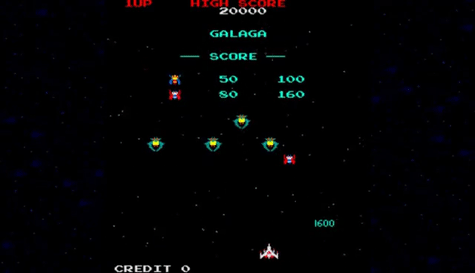 1UP HIGH SCORE
20000
GALAGA
— SCORE —
50 100
80 160
1600
CREDIT 0